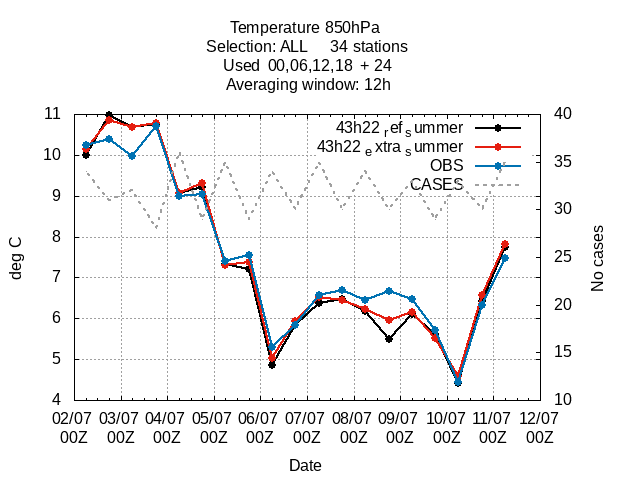 Temperature 850hPa
Selection: ALL 34 stations
Used 00,06,12,18 + 24
Averaging window: 12h
43h22 ref summer
43h22 extra summer
OBS
CASES
deg C
11
10
9
8
7
6
5
4
No cases
40
35
30
25
20
15
10
02/07 03/07 04/07 05/07 06/07 07/07 08/07 09/07 10/07 11/07 12/07
00Z 00Z 00Z 00Z 00Z 00Z 00Z 00Z 00Z 00Z 00Z
Date